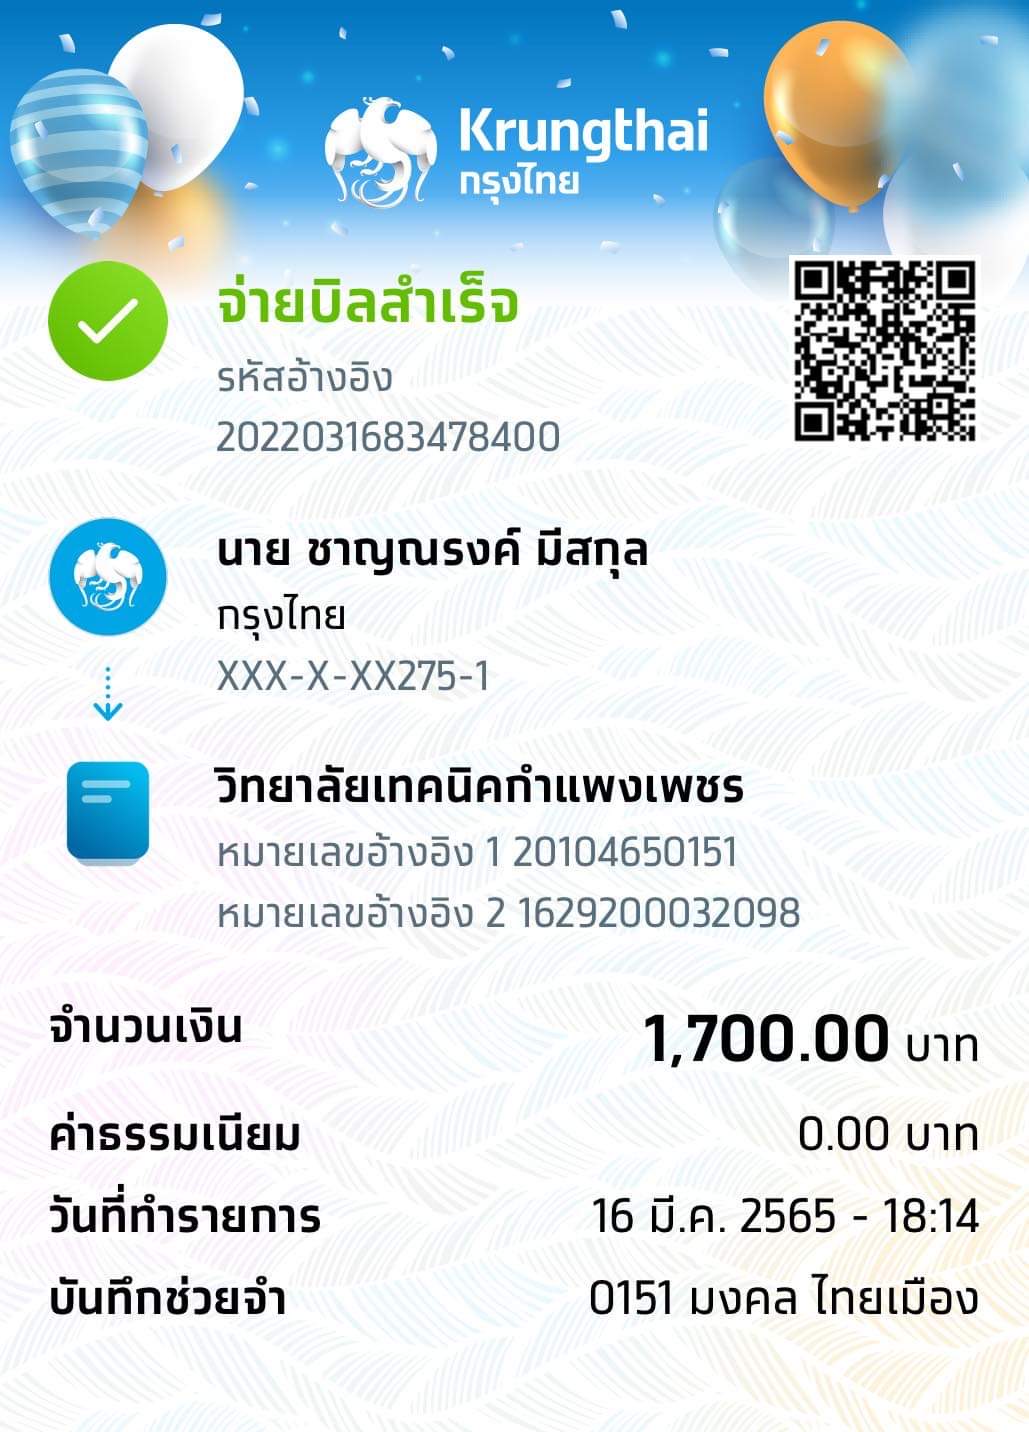 Krungthai
กรุงไทย
จ่ายบิลสำเร็จ
รหัสอ้างอิง
2022031683478400
นาย ชาญณรงค์ มีสกุล
กรุงไทย
XXX-X-XX275-1
วิทยาลัยเทคนิคกำแพงเพชร
หมายเลขอ้างอิง 1 20104650151
หมายเลขอ้างอิง 2 1629200032098
จำนวนเงิน 1,700.00 บาท
ค่าธรรมเนียม 0.00 บาท
วันที่ทำรายการ 16 มี.ค. 2565 - 18:14
บันทึกช่วยจำ 0151 มงคล ไทยเมือง